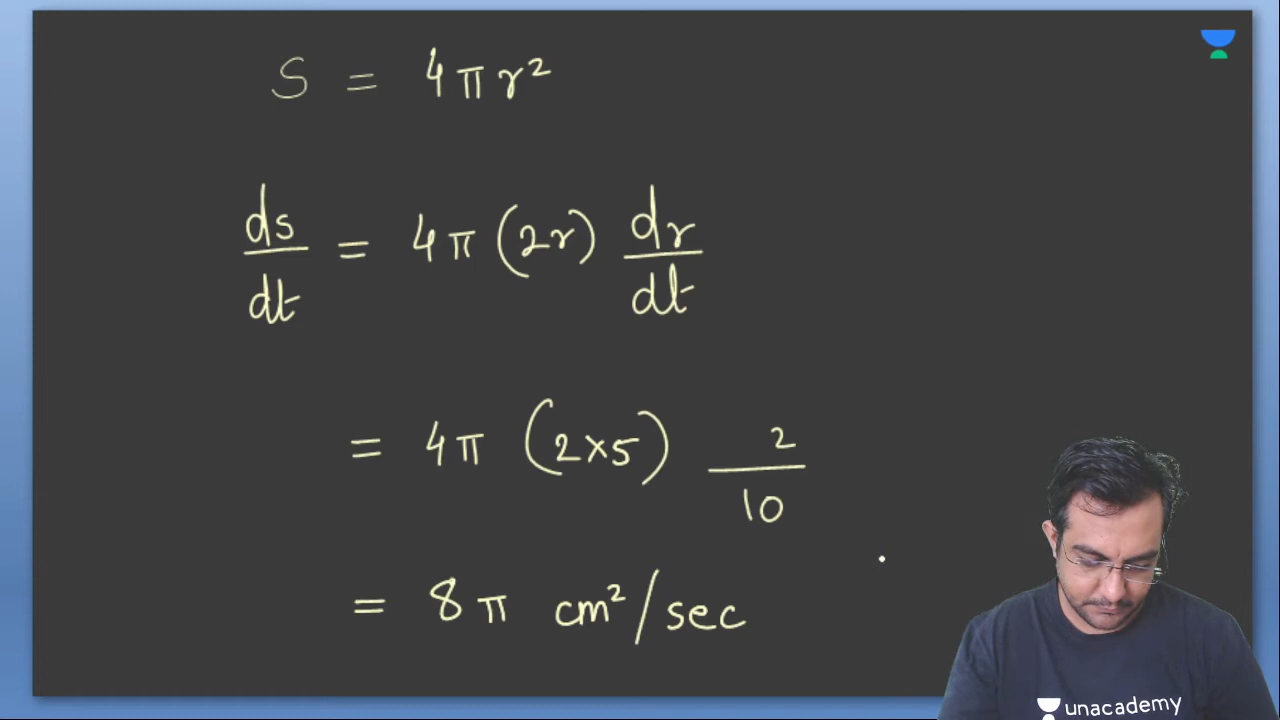 S = 4πr²
ds/dt = 4π (2r) dr/dt
= 4π (2×5) 2/10
= 8π cm²/sec
unacademy